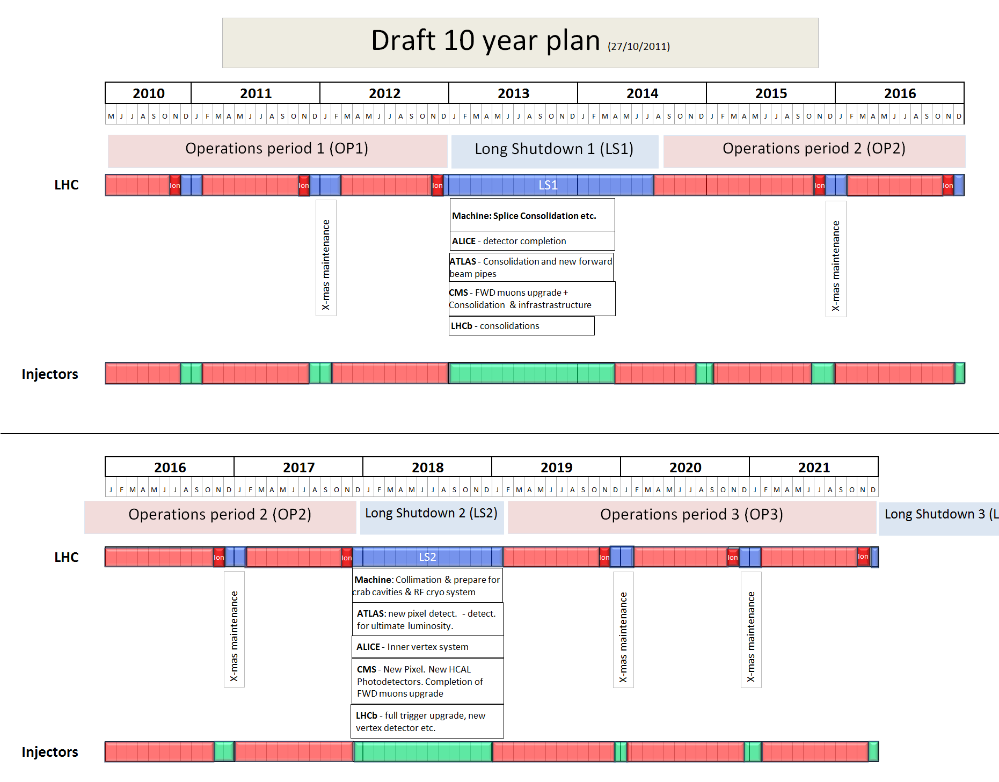 Draft 10 year plan (27/10/2011)
2010 2011 2012 2013 2014 2015 2016
M J J A S O N D J F M A M J J A S O N D J F M A M J J A S O N D J F M A M J J A S O N D J F M A M J J A S O N D J F M A M J J A S O N D J F M A M J J A S O N D
Operations period 1 (OP1) Long Shutdown 1 (LS1) Operations period 2 (OP2)
LHC Ion Ion Ion LS1 Ion Ion
X-mas maintenance
Machine: Splice Consolidation etc.
ALICE - detector completion
ATLAS - Consolidation and new forward
beam pipes
CMS - FWD muons upgrade +
Consolidation & infrastrastructure
LHCb - consolidations
X-mas maintenance
Injectors
2016 2017 2018 2019 2020 2021
J F M A M J J A S O N D J F M A M J J A S O N D J F M A M J J A S O N D J F M A M J J A S O N D J F M A M J J A S O N D J F M A M J J A S O N D
Operations period 2 (OP2) Long Shutdown 2 (LS2) Operations period 3 (OP3) Long Shutdown 3 (L
LHC Ion Ion LS2 Ion Ion Ion
X-mas maintenance
Machine: Collimation & prepare for
crab cavities & RF cryo system
ATLAS: new pixel detect. - detect.
for ultimate luminosity.
ALICE - Inner vertex system
CMS - New Pixel. New HCAL
Photodetectors. Completion of
FWD muons upgrade
LHCb - full trigger upgrade, new
vertex detector etc.
X-mas maintenance
X-mas maintenance
Injectors